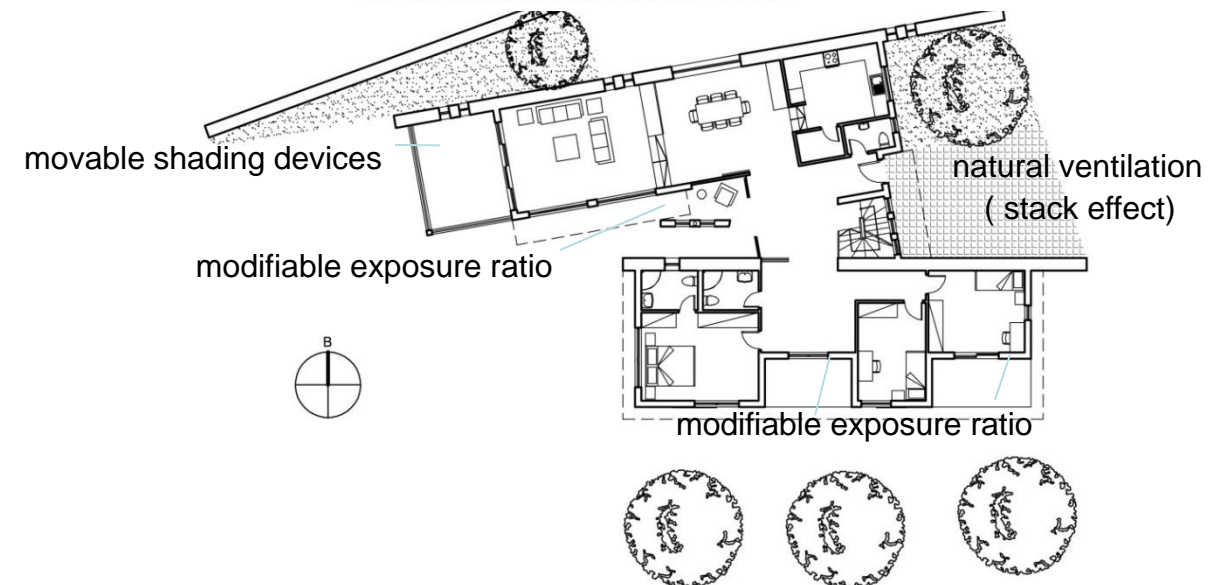 movable shading devices
natural ventilation
( stack effect)
modifiable exposure ratio
B
modifiable exposure ratio